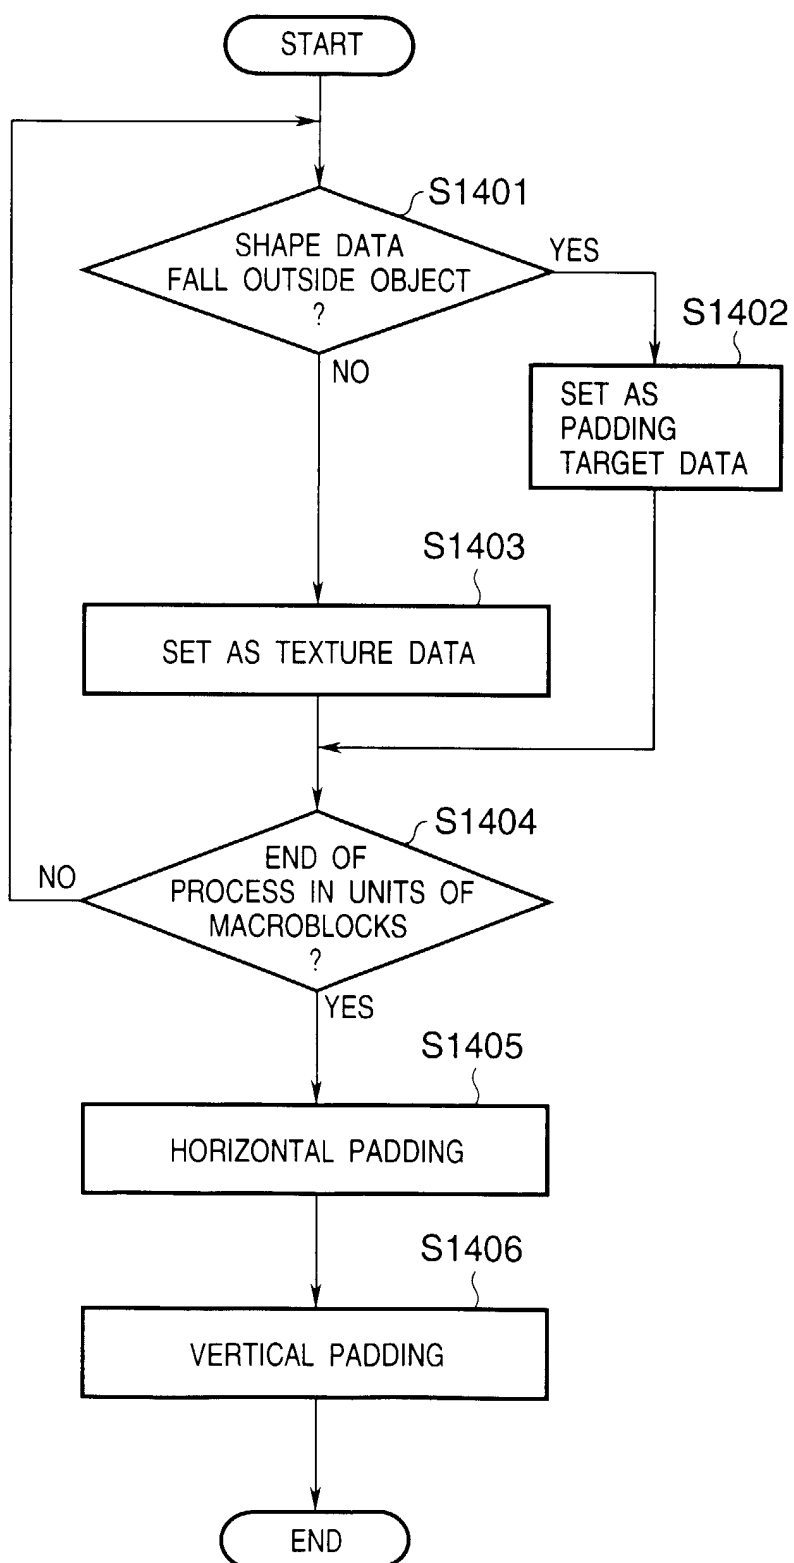 START
S1401
SHAPE DATA
FALL OUTSIDE OBJECT
?
YES
NO
S1402
SET AS
PADDING
TARGET DATA
S1403
SET AS TEXTURE DATA
S1404
END OF
PROCESS IN UNITS OF
MACROBLOCKS
?
NO
YES
S1405
HORIZONTAL PADDING
S1406
VERTICAL PADDING
END